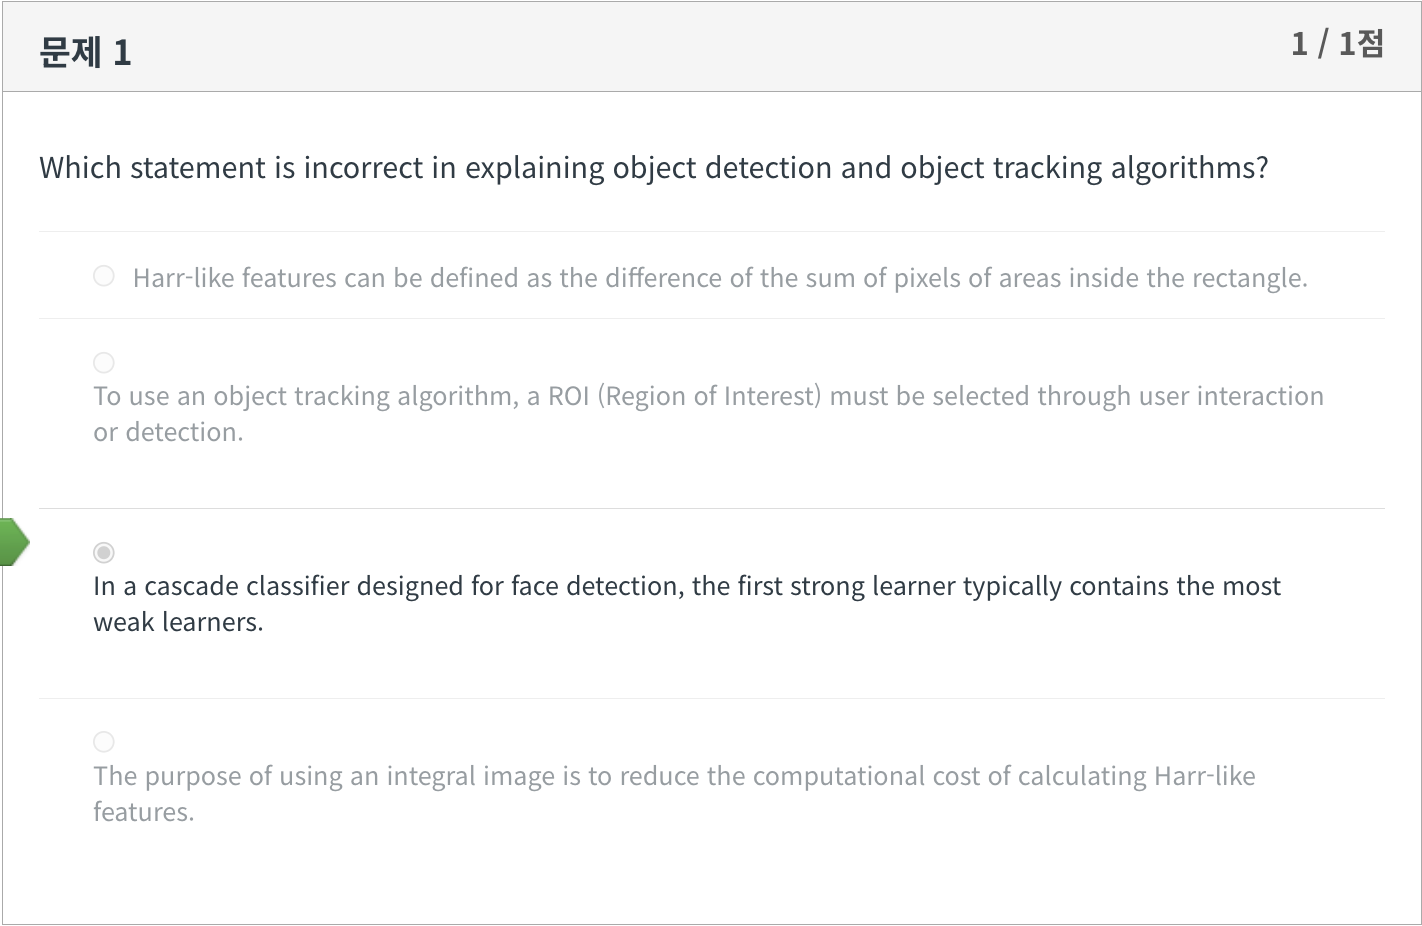 문제 1
1 / 1점
Which statement is incorrect in explaining object detection and object tracking algorithms?
Harr-like features can be defined as the difference of the sum of pixels of areas inside the rectangle.
To use an object tracking algorithm, a ROI (Region of Interest) must be selected through user interaction
or detection.
In a cascade classifier designed for face detection, the first strong learner typically contains the most
weak learners.
The purpose of using an integral image is to reduce the computational cost of calculating Harr-like
features.